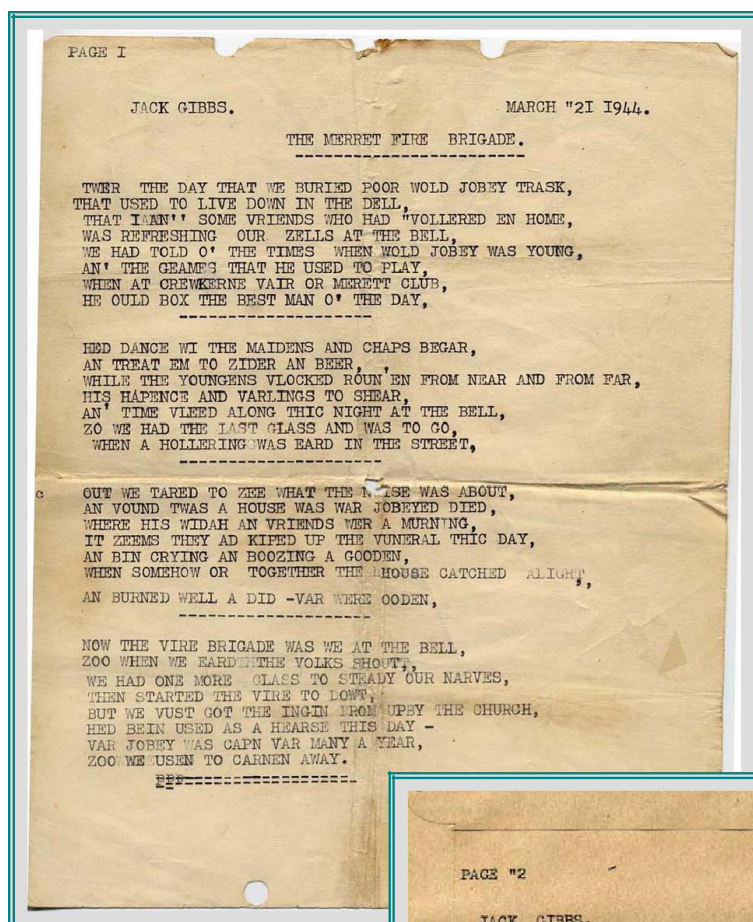 PAGE I
JACK GIBBS. MARCH "2I I944.
THE MERRET FIRE BRIGADE.
-----------------------
TWER THE DAY THAT WE BURIED POOR WOLD JOBEY TRASK,
THAT USED TO LIVE DOWN IN THE DELL,
THAT I AN'' SOME VRIENDS WHO HAD "VOLLERED EN HOME,
WAS REFRESHING OUR ZELLS AT THE BELL,
WE HAD TOLD O' THE TIMES WHEN WOLD JOBEY WAS YOUNG,
AN' THE GEAMES THAT HE USED TO PLAY,
WHEN AT CREWKERNE VAIR OR MERETT CLUB,
HE OULD BOX THE BEST MAN O' THE DAY,
--------------------
HED DANCE WI THE MAIDENS AND CHAPS BEGAR,
AN TREAT EM TO ZIDER AN BEER, ,
WHILE THE YOUNGENS VLOCKED ROUN EN FROM NEAR AND FROM FAR,
HIS HAPENCE AND VARLINGS TO SHEAR,
AN' TIME VLEED ALONG THIC NIGHT AT THE BELL,
ZO WE HAD THE LAST GLASS AND WAS TO GO,
WHEN A HOLLERING WAS EARD IN THE STREET,
---------------------
OUT WE TARED TO ZEE WHAT THE WAS ABOUT,
AN VOUND TWAS A HOUSE WAS WAR JOBEYED DIED,
WHERE HIS WIDAH AN VRIENDS WER A MURNING,
IT ZEEMS THEY AD KIPED UP THE VUNERAL THIC DAY,
AN BIN CRYING AN BOOZING A GOODEN,
WHEN SOMEHOW OR TOGETHER THE HOUSE CATCHED ALIGHT,,
AN BURNED WELL A DID -VAR WERE OODEN,
--------------------
NOW THE VIRE BRIGADE WAS WE AT THE BELL,
ZOO WHEN WE EARD THE VOLKS SHOUT,,
WE HAD ONE MORE GLASS TO STEADY OUR NARVES,
THEN STARTED THE VIRE TO DOWT,
BUT WE VUST GOT THE INGIN FROM UPBY THE CHURCH,
HED BEIN USED AS A HEARSE THIS DAY -
VAR JOBEY WAS CAPN VAR MANY A YEAR,
ZOO WE USEN TO CARNEN AWAY.
PPP==================
PAGE "2
JACK GIBBS.